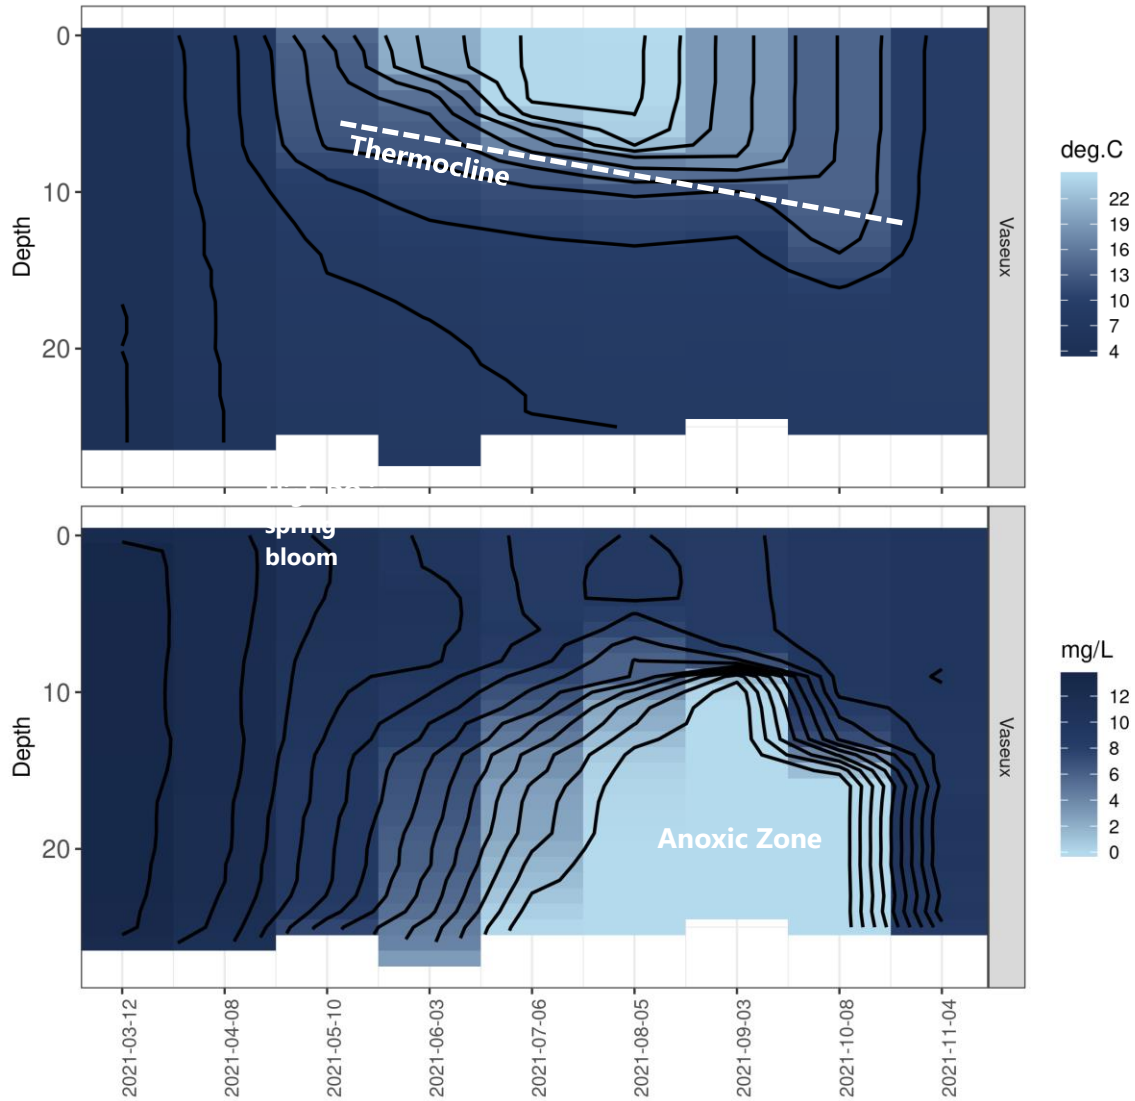 0
10
20
Depth
Thermocline
Vaseux
deg.C
22
19
16
13
10
7
4
spring
bloom
0
10
20
Depth
Anoxic Zone
Vaseux
mg/L
12
10
8
6
4
2
0
2021-03-12
2021-04-08
2021-05-10
2021-06-03
2021-07-06
2021-08-05
2021-09-03
2021-10-08
2021-11-04